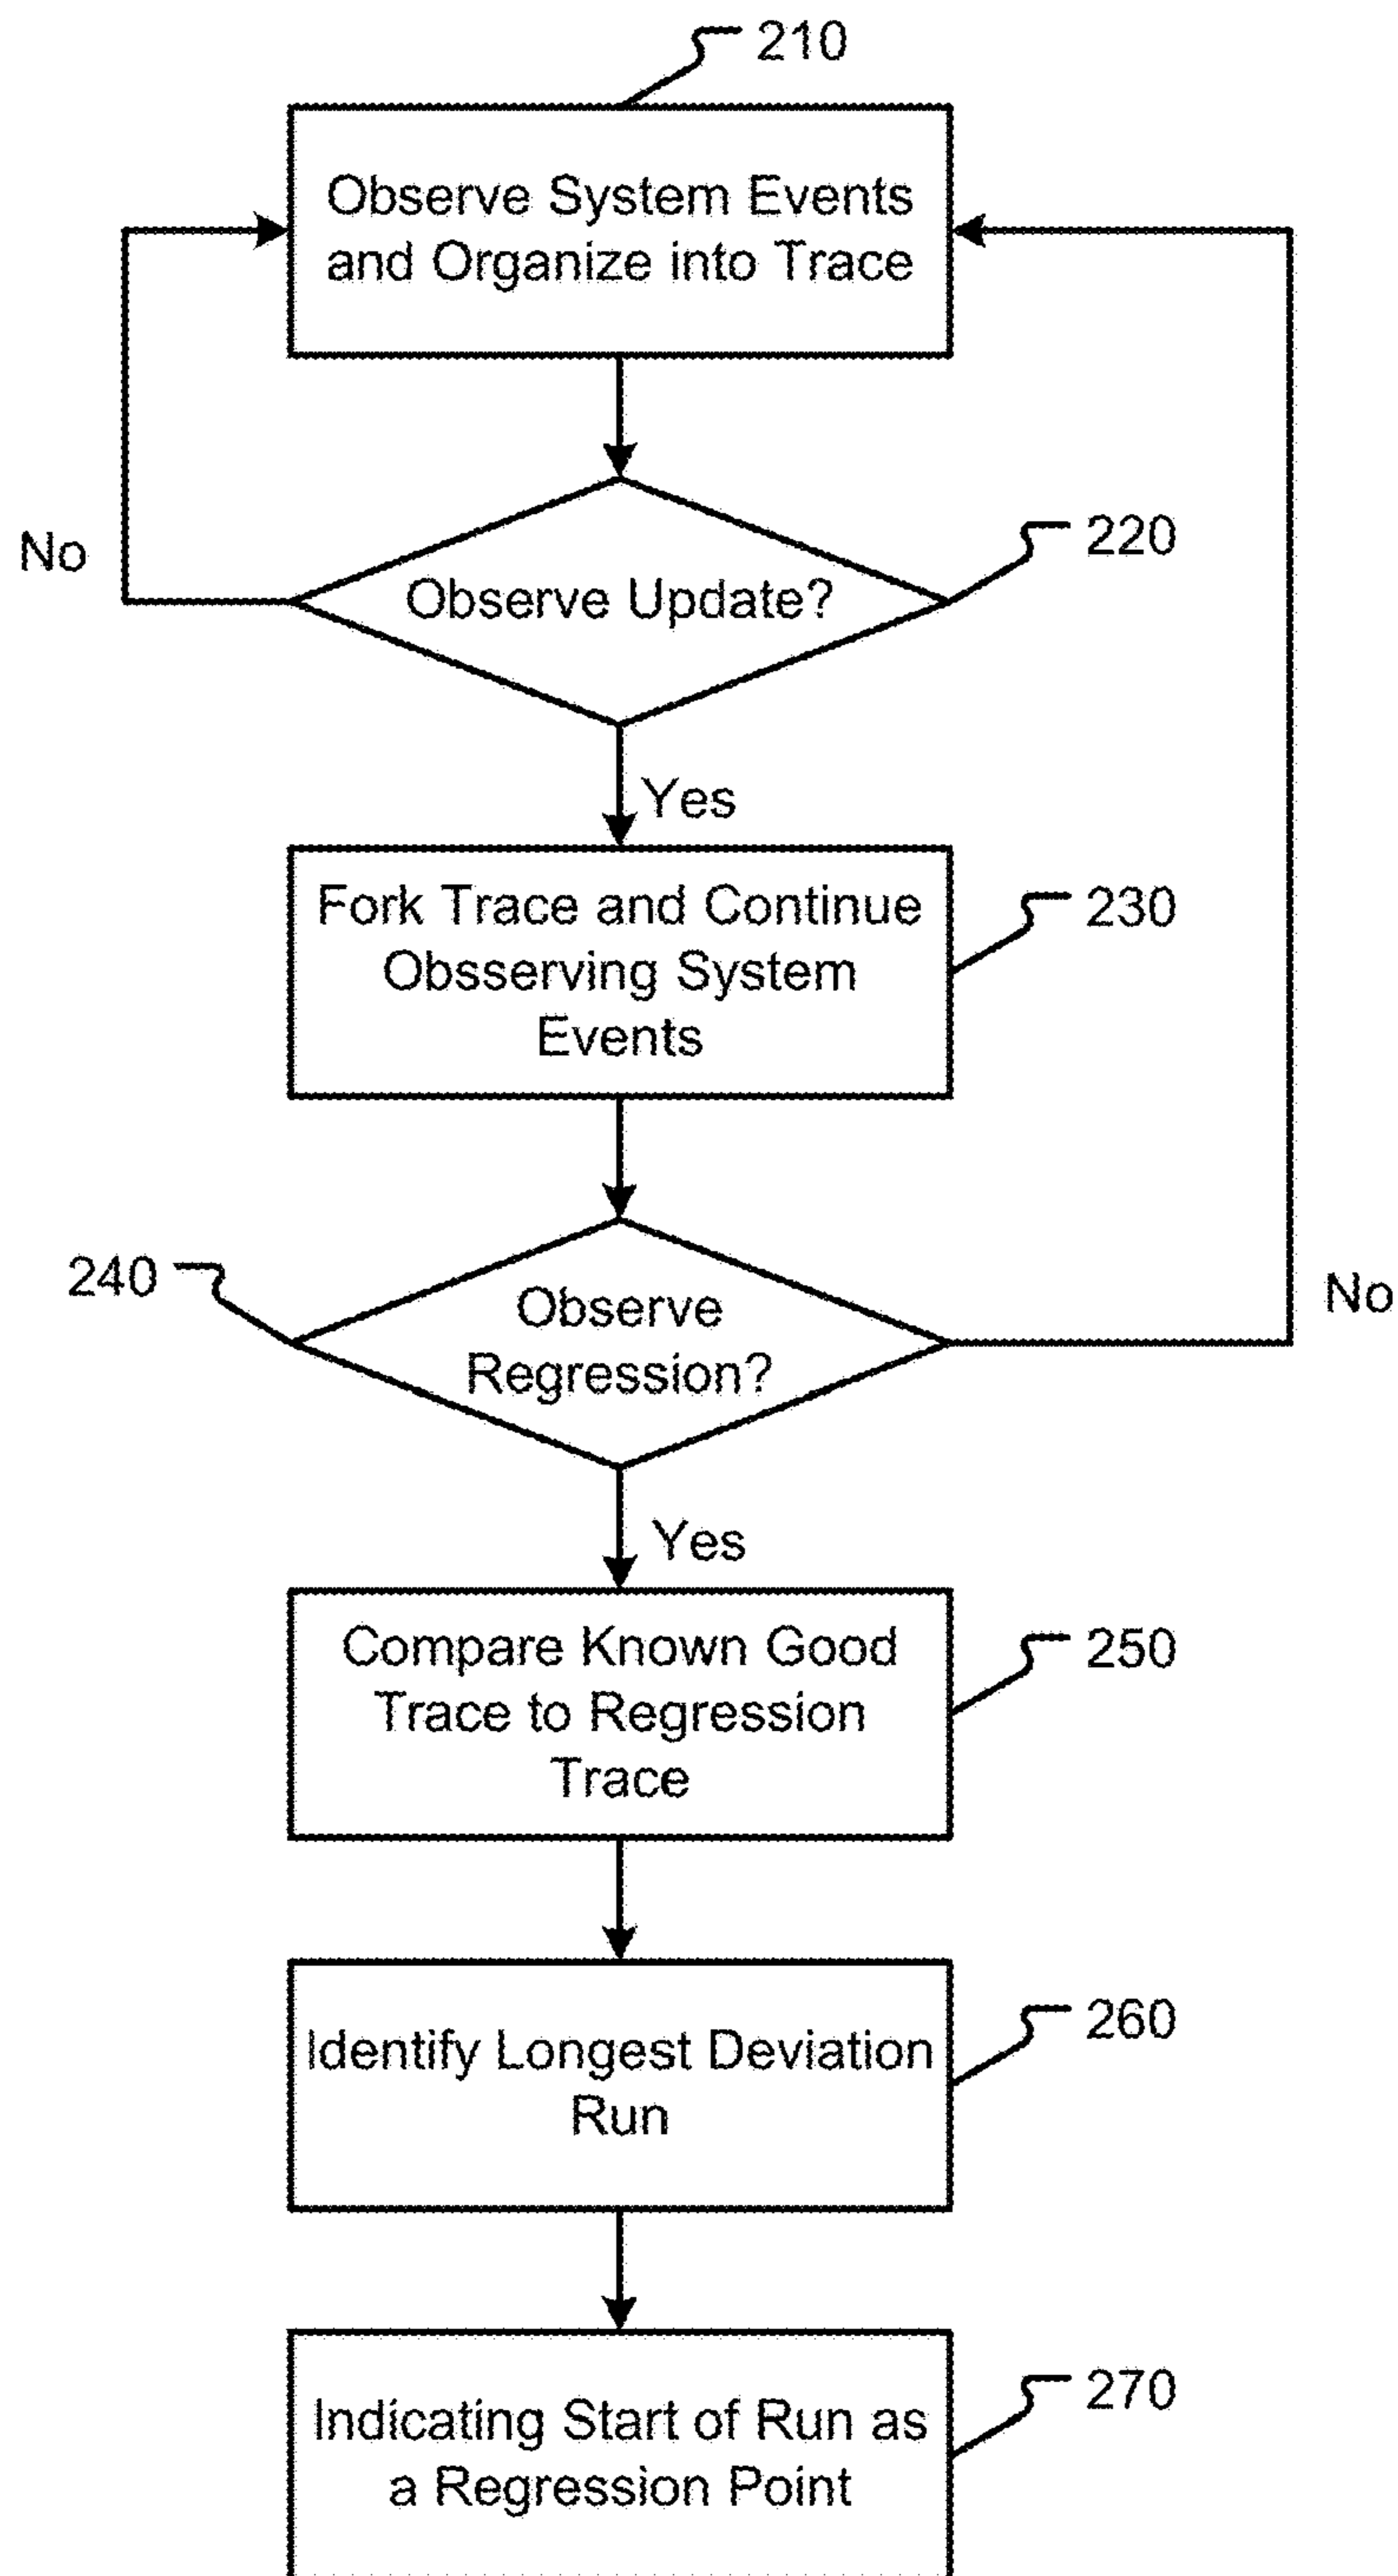 210
Observe System Events
and Organize into Trace
No
220
Observe Update?
Yes
Fork Trace and Continue
Obsserving System
Events
230
240
Observe
Regression?
No
Yes
Compare Known Good
Trace to Regression
Trace
250
Identify Longest Deviation
Run
260
Indicating Start of Run as
a Regression Point
270